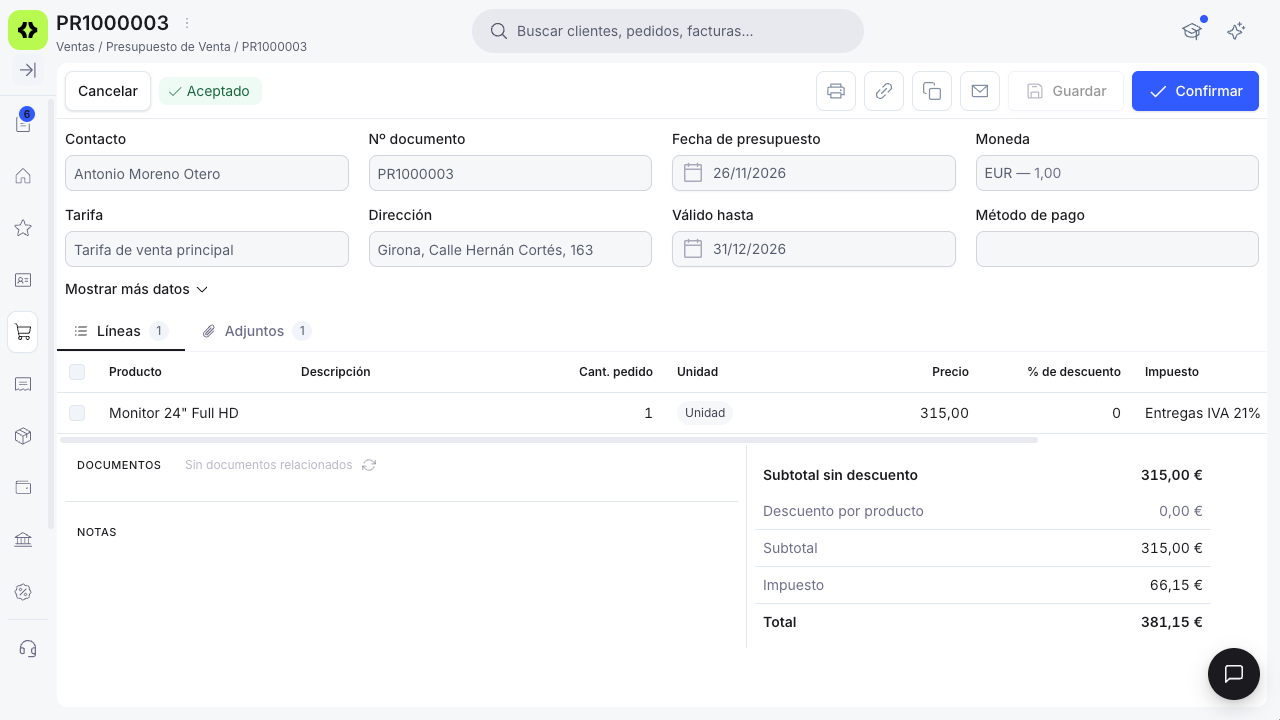 PR1000003
Ventas / Presupuesto de Venta / PR1000003
Buscar clientes, pedidos, facturas...
6
Cancelar
Aceptado
Guardar
Confirmar
Contacto
Nº documento
Fecha de presupuesto
Moneda
Antonio Moreno Otero
PR1000003
26/11/2026
EUR — 1,00
Tarifa
Dirección
Válido hasta
Método de pago
Tarifa de venta principal
Girona, Calle Hernán Cortés, 163
31/12/2026
Mostrar más datos
Líneas 1
Adjuntos 1
Producto Descripción Cant. pedido Unidad Precio % de descuento Impuesto
Monitor 24" Full HD 1 Unidad 315,00 0 Entregas IVA 21%
DOCUMENTOS Sin documentos relacionados
NOTAS
Subtotal sin descuento 315,00 €
Descuento por producto 0,00 €
Subtotal 315,00 €
Impuesto 66,15 €
Total 381,15 €